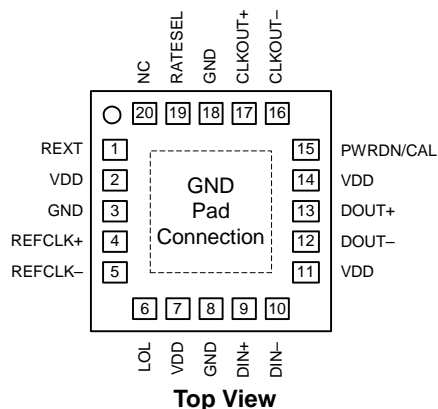 NC
RATESEL
GND
CLKOUT+
CLKOUT–
20
19
18
17
16
REXT
1
15
PWRDN/CAL
VDD
2
14
VDD
GND
3
13
DOUT+
REFCLK+
4
12
DOUT–
REFCLK–
5
11
VDD
GND
Pad
Connection
6
7
8
9
10
LOL
VDD
GND
DIN+
DIN–
Top View